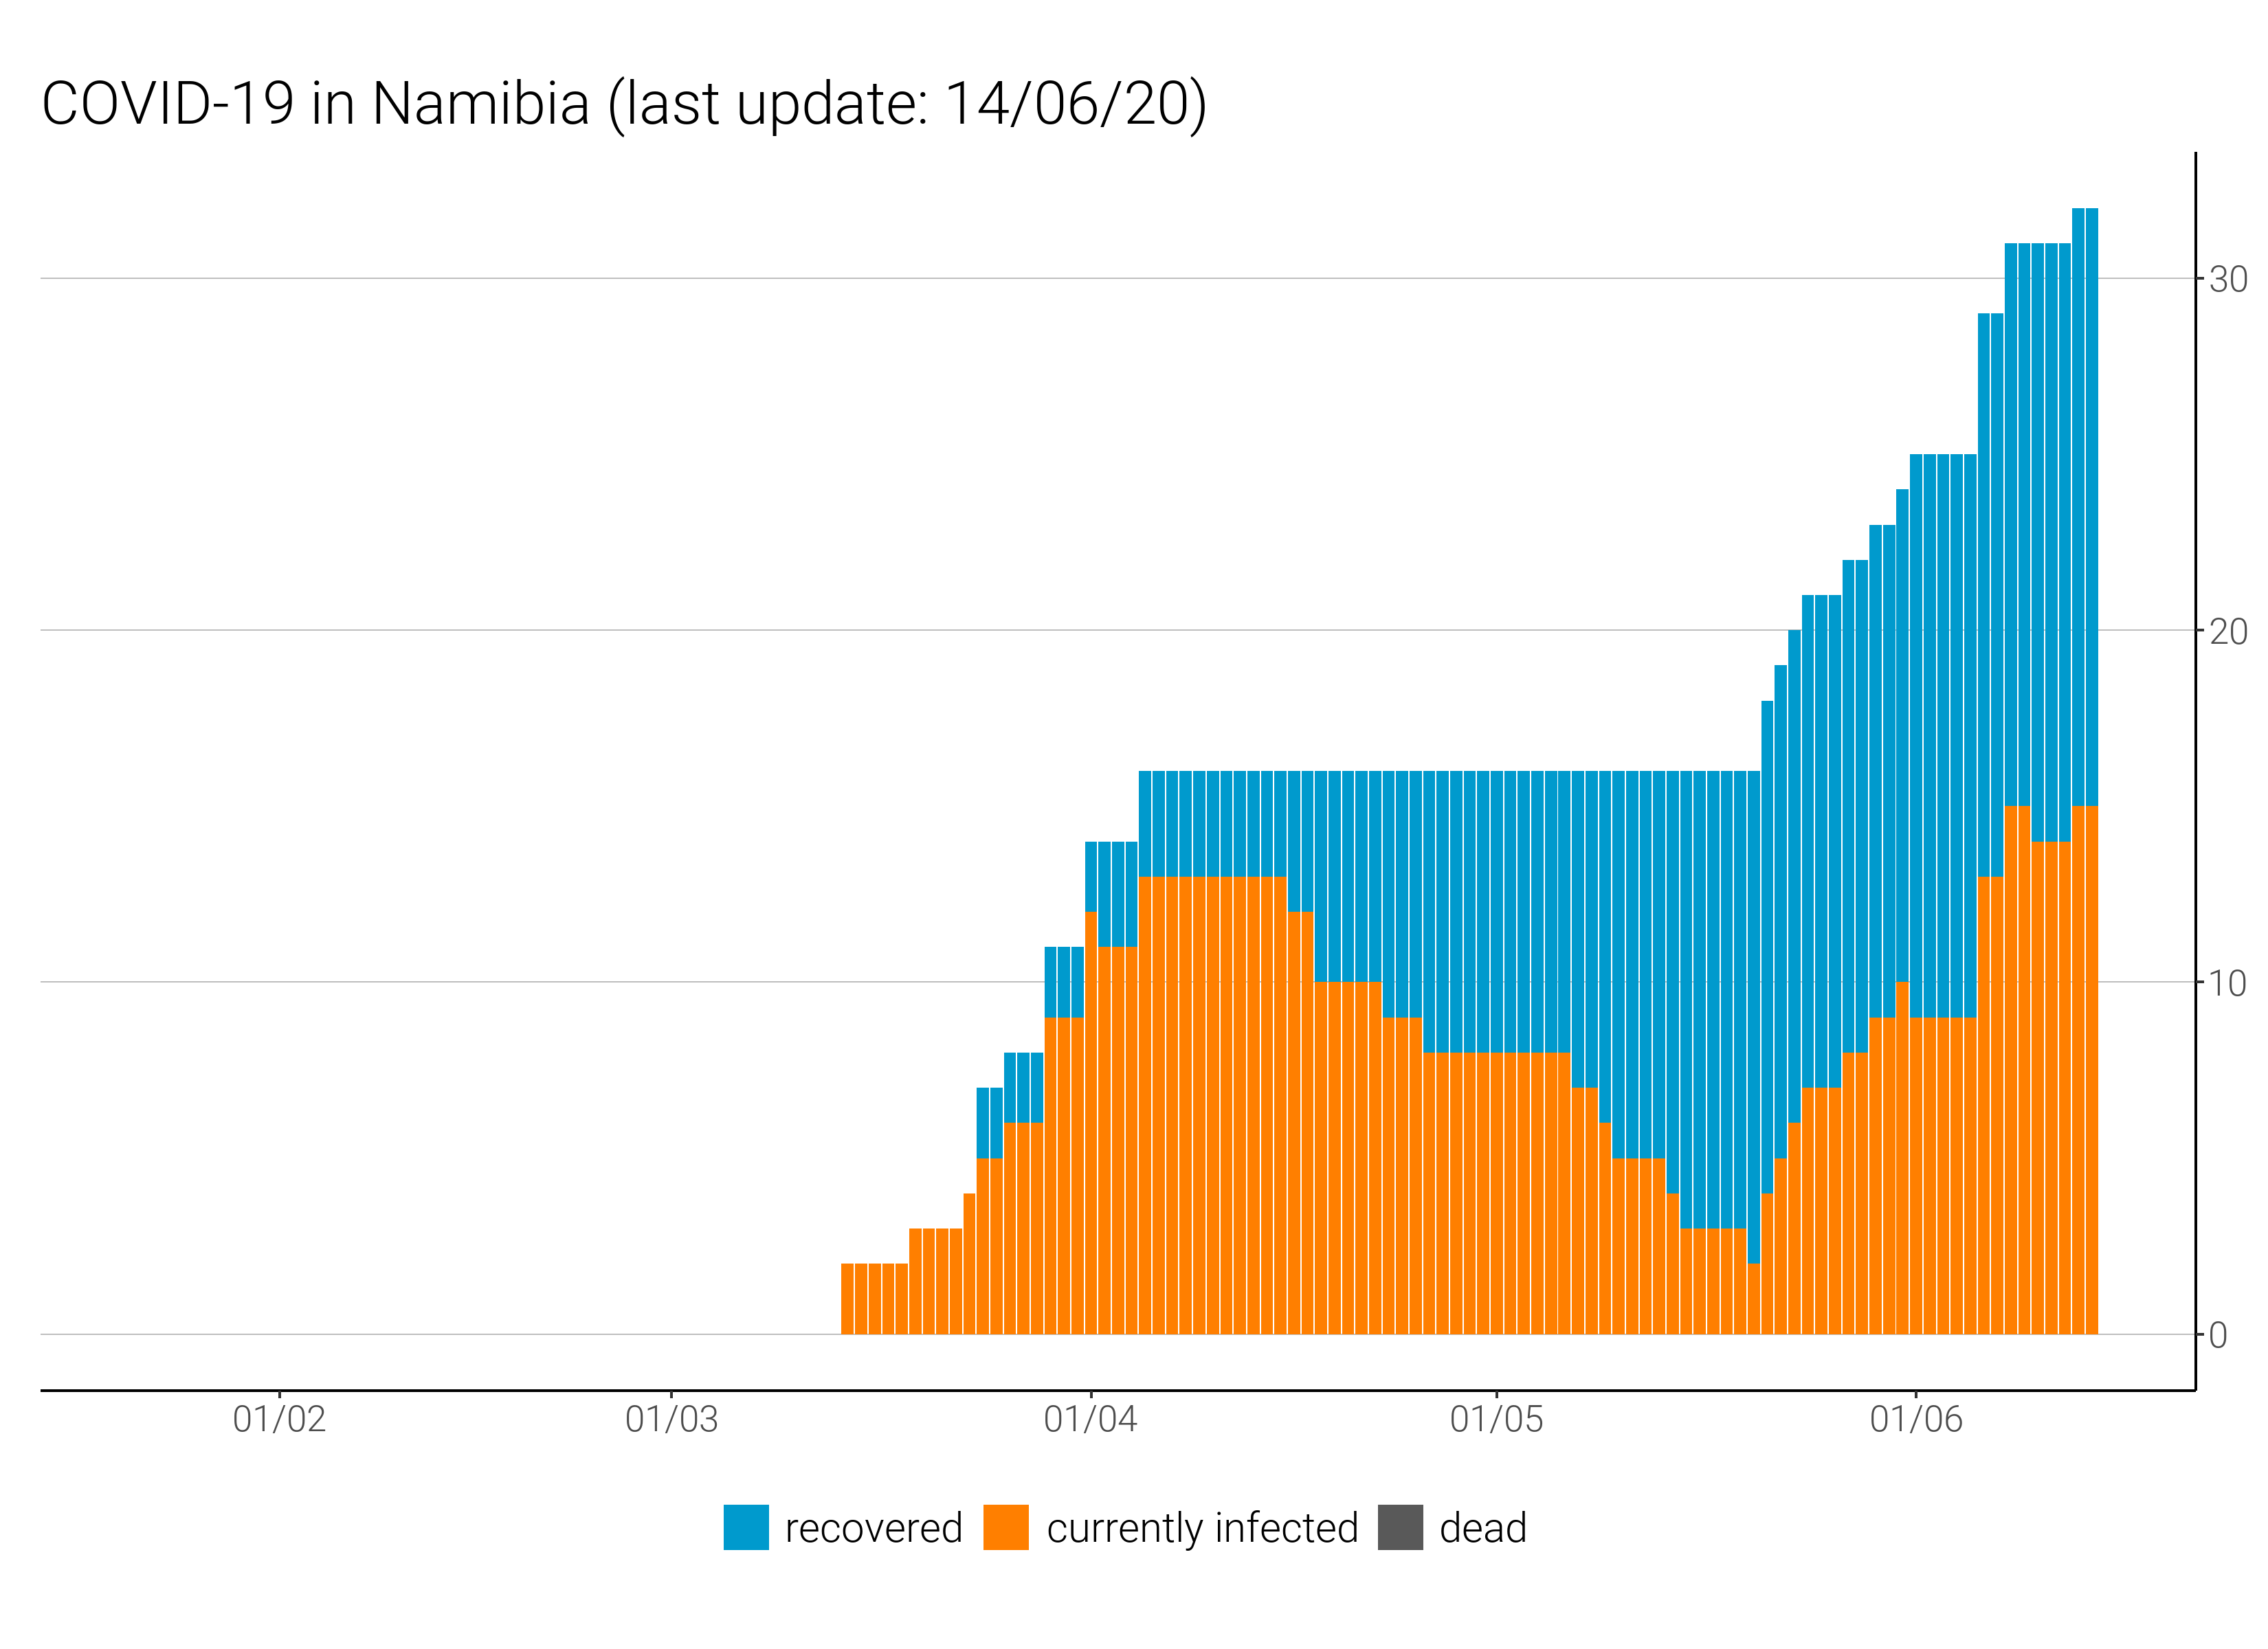 COVID-19 in Namibia (last update: 14/06/20)
30
20
10
0
01/02 01/03 01/04 01/05 01/06
recovered currently infected dead